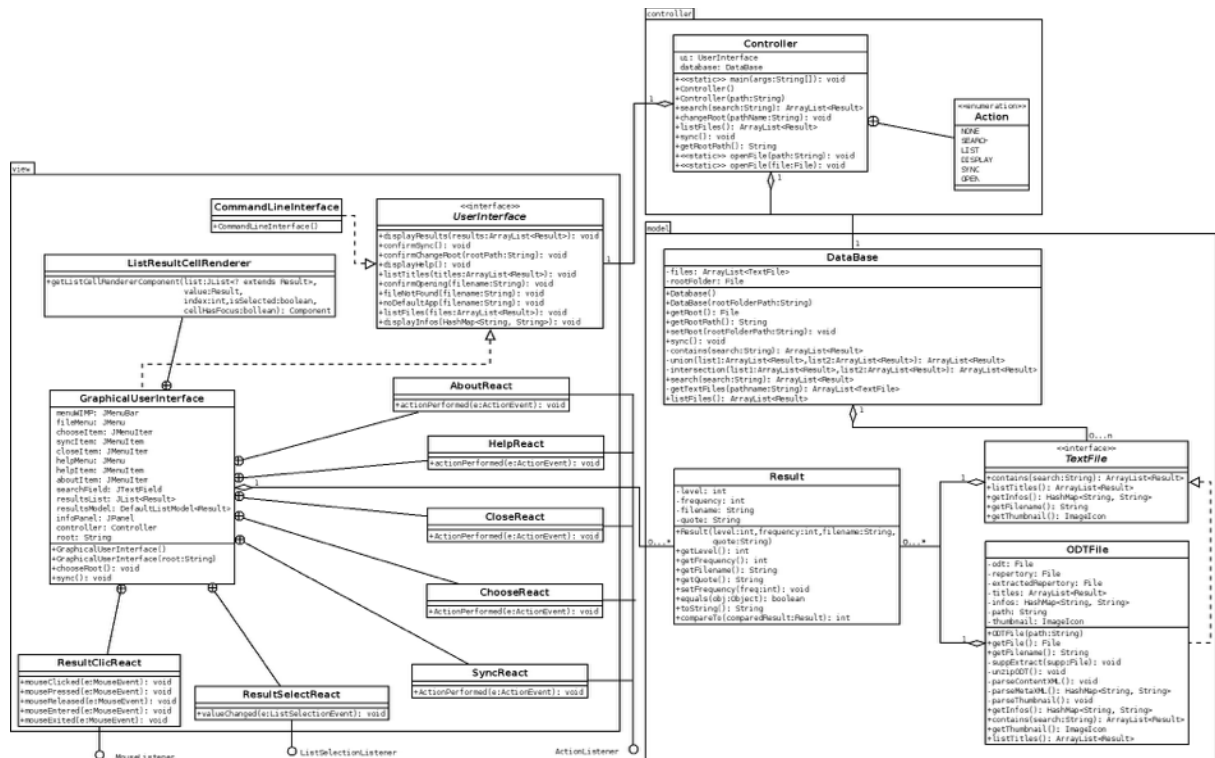 controller
Controller
ui: UserInterface
database: DataBase
+<<static>> main(args:String[]): void
+Controller()
+Controller(path:String)
+search(search:String): ArrayList<Result>
+changeRoot(pathName:String): void
+listFiles(): ArrayList<Result>
+sync(): void
+getRootPath(): String
+<<static>> openFile(path:String): void
+<<static>> openFile(file:File): void
1
1
<<enumeration>>
Action
NONE
SEARCH
LIST
DISPLAY
SYNC
OPEN
view
CommandLineInterface
+CommandLineInterface()
<<interface>>
UserInterface
+displayResults(results:ArrayList<Result>): void
+confirmSync(): void
+confirmChangeRoot(rootPath:String): void
+displayHelp(): void
+listTitles(titles:ArrayList<Result>): void
+confirmOpening(filename:String): void
+fileNotFound(filename:String): void
+noDefaultApp(filename:String): void
+listFiles(files:ArrayList<Result>): void
+displayInfos(HashMap<String, String>): void
1
ListResultCellRenderer
+getListCellRendererComponent(list:JList<? extends Result>,
value:Result,
index:int,isSelected:boolean,
cellHasFocus:bollean): Component
GraphicalUserInterface
menuWIMP: JMenuBar
fileMenu: JMenu
chooseItem: JMenuItem
syncItem: JMenuItem
closeItem: JMenuItem
helpMenu: JMenu
helpItem: JMenuItem
aboutItem: JMenuItem
searchField: JTextField
resultsList: JList<Result>
resultsModel: DefaultListModel<Result>
infoPanel: JPanel
controller: Controller
root: String
+GraphicalUserInterface()
+GraphicalUserInterface(root:String)
+chooseRoot(): void
+sync(): void
1
AboutReact
+actionPerformed(e:ActionEvent): void
HelpReact
+actionPerformed(e:ActionEvent): void
CloseReact
+ActionPerformed(e:ActionEvent): void
ChooseReact
+ActionPerformed(e:ActionEvent): void
SyncReact
+ActionPerformed(e:ActionEvent): void
ResultClicReact
+mouseClicked(e:MouseEvent): void
+mousePressed(e:MouseEvent): void
+mouseReleased(e:MouseEvent): void
+mouseEntered(e:MouseEvent): void
+mouseExited(e:MouseEvent): void
ResultSelectReact
+valueChanged(e:ListSelectionEvent): void
MouseListener
ListSelectionListener
ActionListener
model
1
DataBase
-files: ArrayList<TextFile>
-rootFolder: File
+Database()
+DataBase(rootFolderPath:String)
+getRoot(): File
+getRootPath(): String
+setRoot(rootFolderPath:String): void
+sync(): void
-contains(search:String): ArrayList<Result>
-union(list1:ArrayList<Result>,list2:ArrayList<Result>): ArrayList<Result>
-intersection(list1:ArrayList<Result>,list2:ArrayList<Result>): ArrayList<Result>
+search(search:String): ArrayList<Result>
-getTextFiles(pathname:String): ArrayList<TextFile>
+listFiles(): ArrayList<Result>
1
0...n
<<interface>>
TextFile
+contains(search:String): ArrayList<Result>
+listTitles(): ArrayList<Result>
+getInfos(): HashMap<String, String>
+getFilename(): String
+getThumbnail(): ImageIcon
1
Result
-level: int
-frequency: int
-filename: String
-quote: String
+Result(level:int,frequency:int,filename:String,
quote:String)
+getLevel(): int
+getFrequency(): int
+getFilename(): String
+getQuote(): String
+setFrequency(freq:int): void
+equals(obj:Object): boolean
+toString(): String
+compareTo(comparedResult:Result): int
0...*
0...*
ODTFile
-odt: File
-repertory: File
-extractedRepertory: File
-titles: ArrayList<Result>
-infos: HashMap<String, String>
-path: String
-thumbnail: ImageIcon
+ODTFile(path:String)
+getFile(): File
+getFilename(): String
-suppExtract(supp:File): void
-unzipODT(): void
-parseContentXML(): void
-parseMetaXML(): HashMap<String, String>
-parseThumbnail(): void
+getInfos(): HashMap<String, String>
+contains(search:String): ArrayList<Result>
+getThumbnail(): ImageIcon
+listTitles(): ArrayList<Result>
1